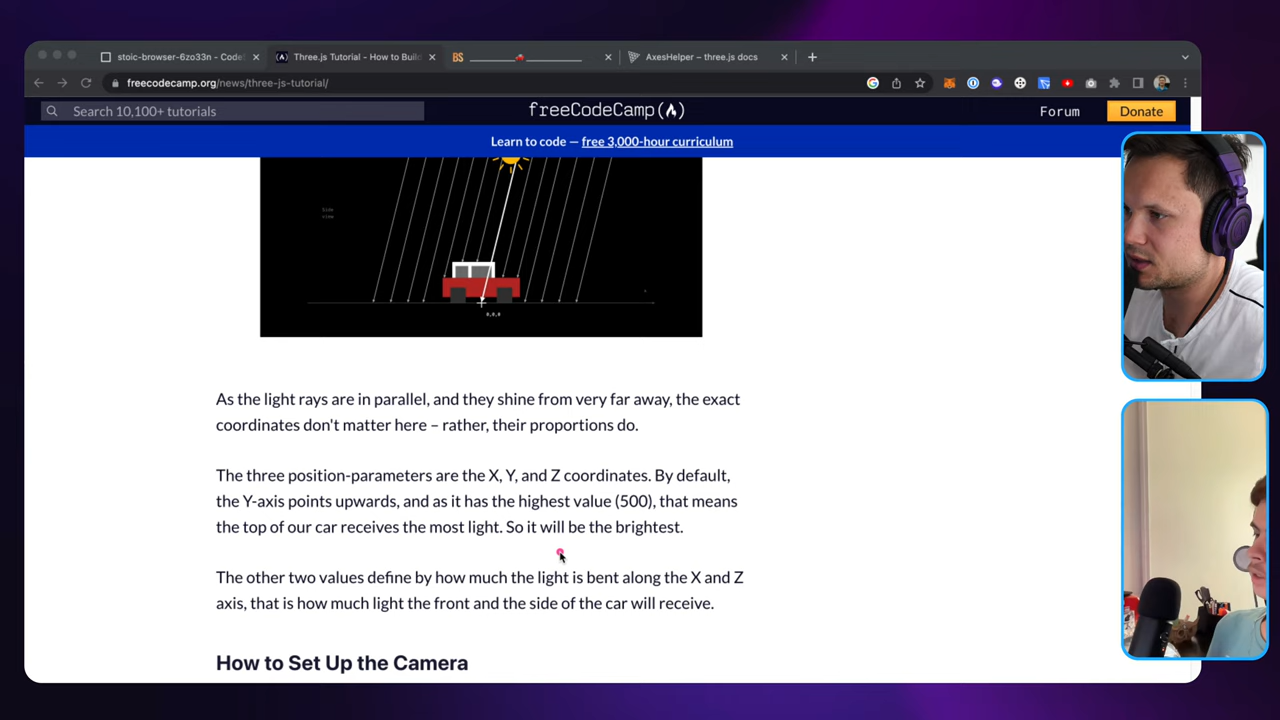 stoic-browser-6zo33n - Code
Three.js Tutorial - How to Build
BS
AxesHelper – three.js docs
freecodecamp.org/news/three-js-tutorial/
Search 10,100+ tutorials
freeCodeCamp
Forum
Donate
Learn to code — free 3,000-hour curriculum
Side
view
0,0,0
As the light rays are in parallel, and they shine from very far away, the exact
coordinates don't matter here – rather, their proportions do.
The three position-parameters are the X, Y, and Z coordinates. By default,
the Y-axis points upwards, and as it has the highest value (500), that means
the top of our car receives the most light. So it will be the brightest.
The other two values define by how much the light is bent along the X and Z
axis, that is how much light the front and the side of the car will receive.
How to Set Up the Camera